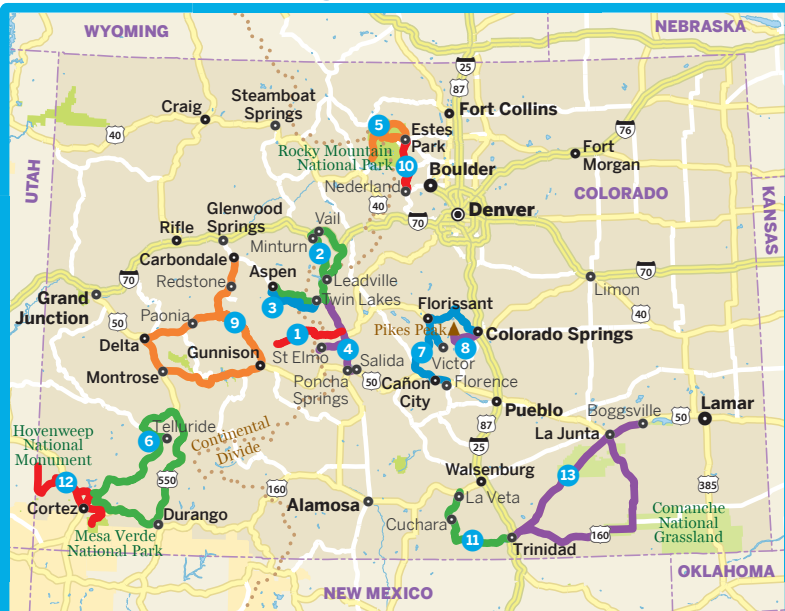 WYOMING
NEBRASKA
25
87
Steamboat
Springs
Craig
Fort Collins
40
5
Estes
Park
76
Rocky Mountain
National Park
10
Fort
Morgan
Boulder
Nederland
UTAH
COLORADO
KANSAS
40
Denver
Glenwood
Springs
Vail
70
Rifle
Minturn
2
Carbondale
Aspen
Leadville
70
70
Redstone
Twin Lakes
Limon
Grand
Junction
3
Florissant
40
50
Paonia
9
1
Pikes Peak
Colorado Springs
Delta
St Elmo
4
7
8
Gunnison
Salida
Victor
Montrose
Poncha
Springs
50
Cañon
City
Florence
Pueblo
Lamar
Boggsville
50
Hovenweep
National
Monument
6
Telluride
Continental
Divide
87
La Junta
25
12
550
Walsenburg
13
160
385
Cortez
La Veta
Alamosa
Durango
Cuchara
Comanche
National
Grassland
Mesa Verde
National Park
11
160
Trinidad
OKLAHOMA
NEW MEXICO